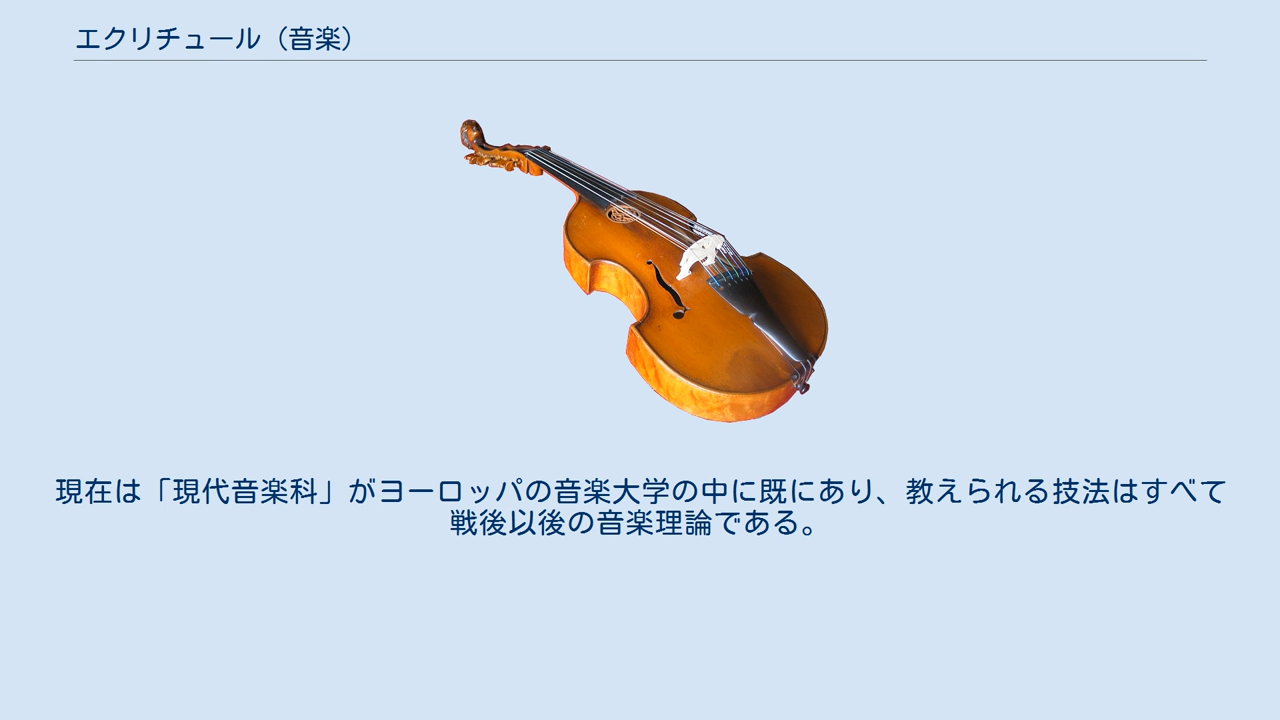 エクリチュール（音楽）
現在は「現代音楽科」がヨーロッパの音楽大学の中に既にあり、教えられる技法はすべて
戦後以後の音楽理論である。